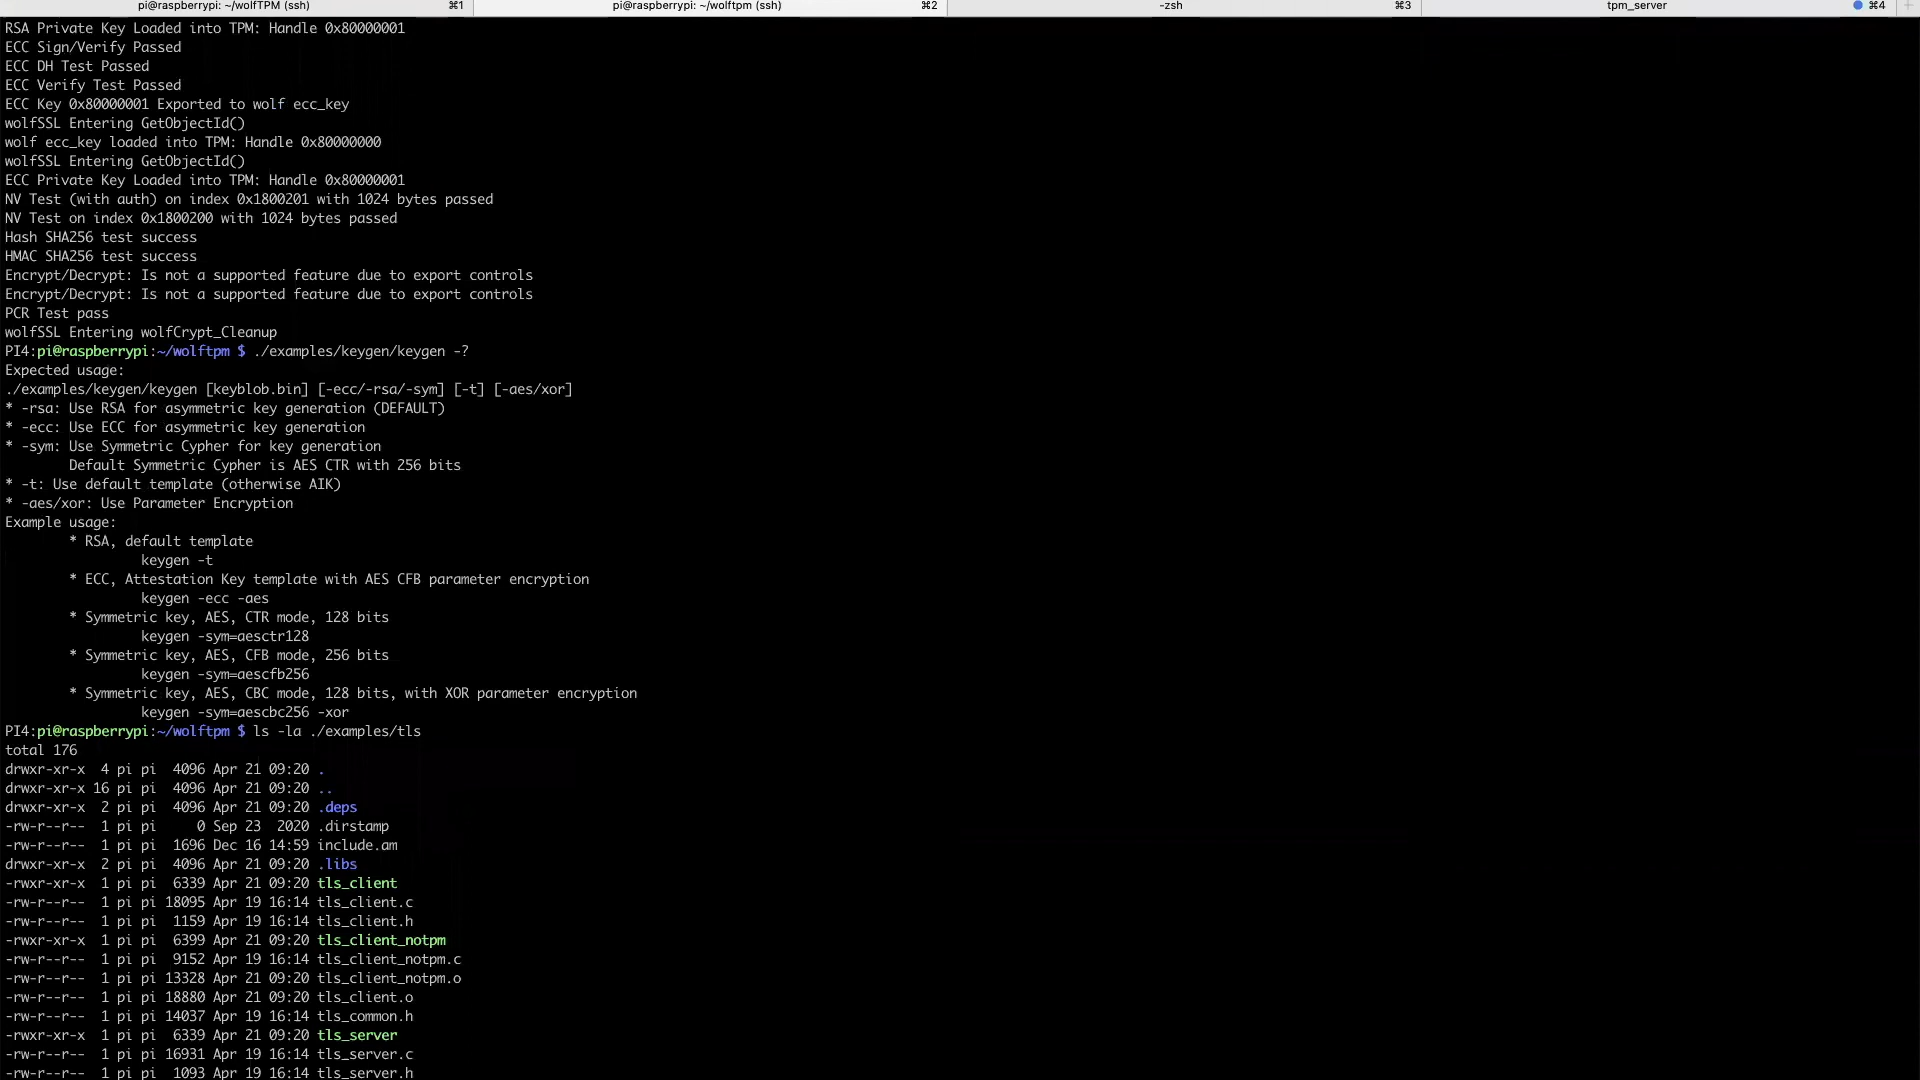 pi@raspberrypi: ~/wolfTPM (ssh) ⌘1 pi@raspberrypi: ~/wolftpm (ssh) ⌘2 -zsh ⌘3 tpm_server ⌘4
RSA Private Key Loaded into TPM: Handle 0x80000001
ECC Sign/Verify Passed
ECC DH Test Passed
ECC Verify Test Passed
ECC Key 0x80000001 Exported to wolf ecc_key
wolfSSL Entering GetObjectId()
wolf ecc_key loaded into TPM: Handle 0x80000000
wolfSSL Entering GetObjectId()
ECC Private Key Loaded into TPM: Handle 0x80000001
NV Test (with auth) on index 0x1800201 with 1024 bytes passed
NV Test on index 0x1800200 with 1024 bytes passed
Hash SHA256 test success
HMAC SHA256 test success
Encrypt/Decrypt: Is not a supported feature due to export controls
Encrypt/Decrypt: Is not a supported feature due to export controls
PCR Test pass
wolfSSL Entering wolfCrypt_Cleanup
PI4:pi@raspberrypi:~/wolftpm $ ./examples/keygen/keygen -?
Expected usage:
./examples/keygen/keygen [keyblob.bin] [-ecc/-rsa/-sym] [-t] [-aes/xor]
* -rsa: Use RSA for asymmetric key generation (DEFAULT)
* -ecc: Use ECC for asymmetric key generation
* -sym: Use Symmetric Cypher for key generation
        Default Symmetric Cypher is AES CTR with 256 bits
* -t: Use default template (otherwise AIK)
* -aes/xor: Use Parameter Encryption
Example usage:
        * RSA, default template
                 keygen -t
        * ECC, Attestation Key template with AES CFB parameter encryption
                 keygen -ecc -aes
        * Symmetric key, AES, CTR mode, 128 bits
                 keygen -sym=aesctr128
        * Symmetric key, AES, CFB mode, 256 bits
                 keygen -sym=aescfb256
        * Symmetric key, AES, CBC mode, 128 bits, with XOR parameter encryption
                 keygen -sym=aescbc256 -xor
PI4:pi@raspberrypi:~/wolftpm $ ls -la ./examples/tls
total 176
drwxr-xr-x  4 pi pi  4096 Apr 21 09:20 .
drwxr-xr-x 16 pi pi  4096 Apr 21 09:20 ..
drwxr-xr-x  2 pi pi  4096 Apr 21 09:20 .deps
-rw-r--r--  1 pi pi     0 Sep 23  2020 .dirstamp
-rw-r--r--  1 pi pi  1696 Dec 16 14:59 include.am
drwxr-xr-x  2 pi pi  4096 Apr 21 09:20 .libs
-rwxr-xr-x  1 pi pi  6339 Apr 21 09:20 tls_client
-rw-r--r--  1 pi pi 18095 Apr 19 16:14 tls_client.c
-rw-r--r--  1 pi pi  1159 Apr 19 16:14 tls_client.h
-rwxr-xr-x  1 pi pi  6399 Apr 21 09:20 tls_client_notpm
-rw-r--r--  1 pi pi  9152 Apr 19 16:14 tls_client_notpm.c
-rw-r--r--  1 pi pi 13328 Apr 21 09:20 tls_client_notpm.o
-rw-r--r--  1 pi pi 18880 Apr 21 09:20 tls_client.o
-rw-r--r--  1 pi pi 14037 Apr 19 16:14 tls_common.h
-rwxr-xr-x  1 pi pi  6339 Apr 21 09:20 tls_server
-rw-r--r--  1 pi pi 16931 Apr 19 16:14 tls_server.c
-rw-r--r--  1 pi pi  1093 Apr 19 16:14 tls_server.h